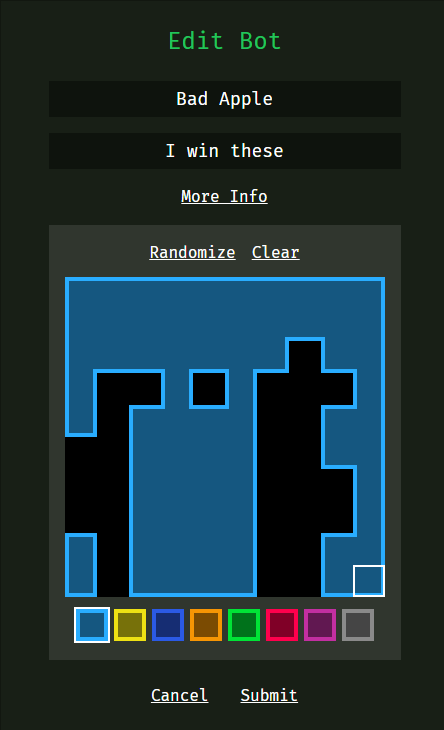 Edit Bot
Bad Apple
I win these
More Info
Randomize Clear
Cancel Submit